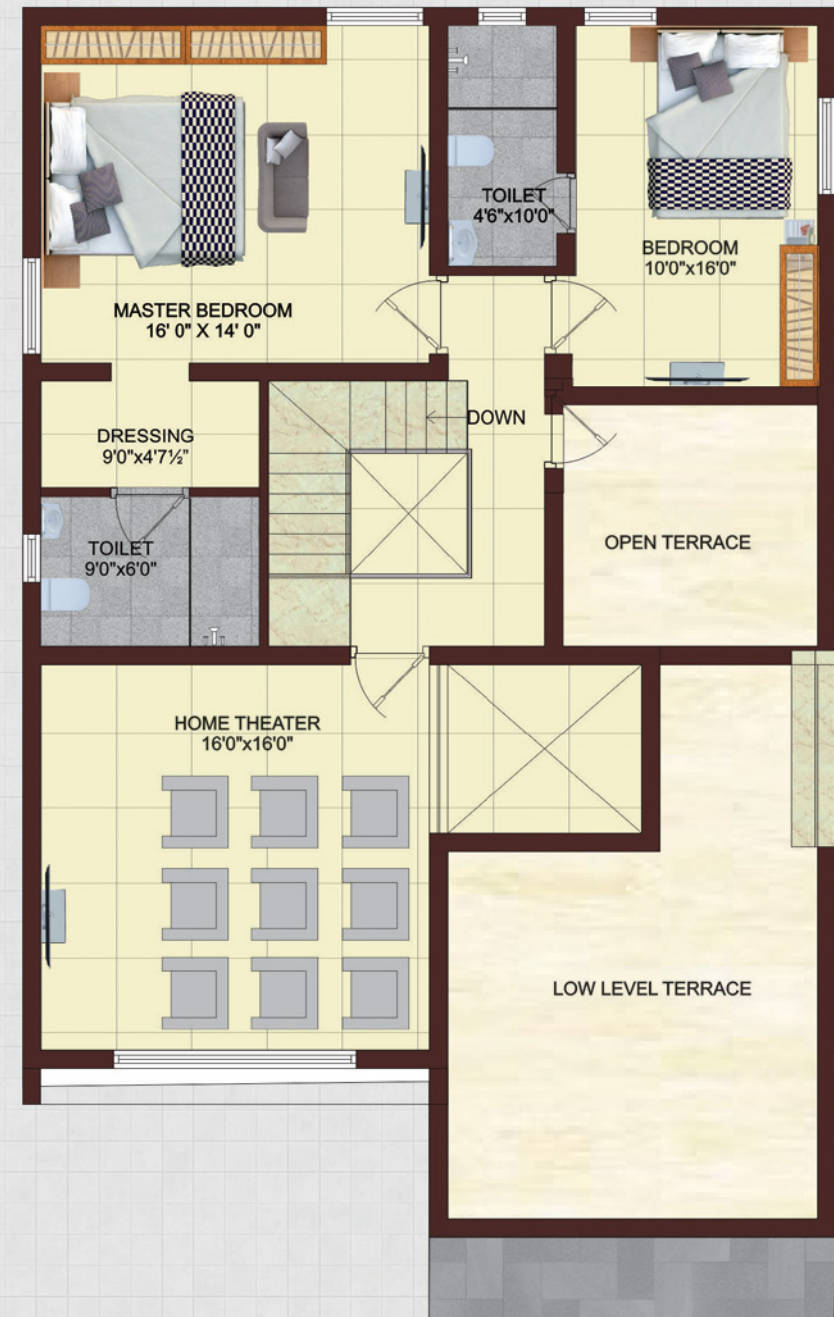 TOILET
4'6"x10'0"
BEDROOM
10'0"x16'0"
MASTER BEDROOM
16' 0" X 14' 0"
DOWN
DRESSING
9'0"x4'7½"
OPEN TERRACE
TOILET
9'0"x6'0"
HOME THEATER
16'0"x16'0"
LOW LEVEL TERRACE